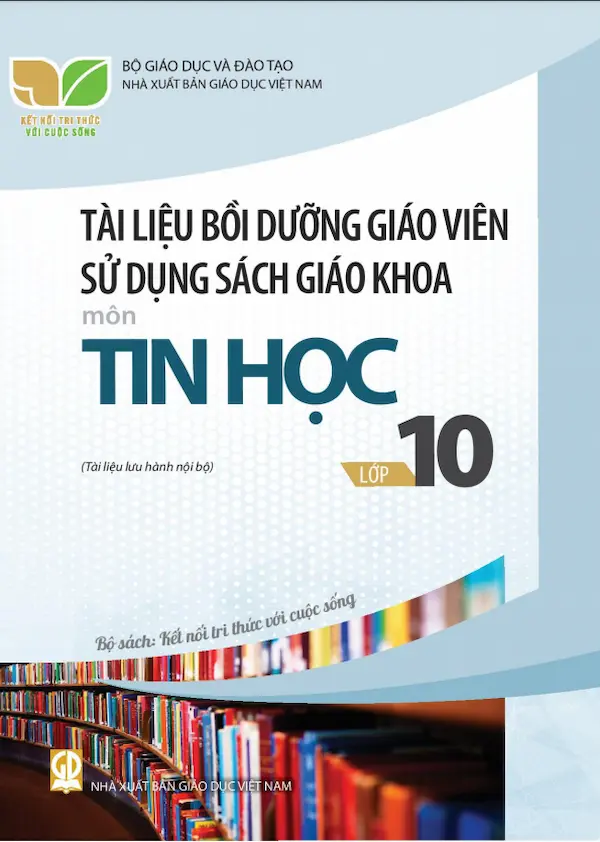 BỘ GIÁO DỤC VÀ ĐÀO TẠO
NHÀ XUẤT BẢN GIÁO DỤC VIỆT NAM
KẾT NỐI TRI THỨC
VỚI CUỘC SỐNG
TÀI LIỆU BỒI DƯỠNG GIÁO VIÊN
SỬ DỤNG SÁCH GIÁO KHOA
môn
TIN HỌC
LỚP 10
(Tài liệu lưu hành nội bộ)
Bộ sách: Kết nối tri thức với cuộc sống
GD
NHÀ XUẤT BẢN GIÁO DỤC VIỆT NAM